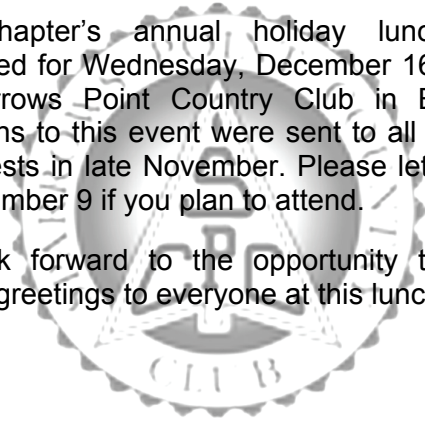 hapter’s annual holiday lunc
ed for Wednesday, December 16
rrows Point Country Club in
ns to this event were sent to all
ests in late November. Please let
mber 9 if you plan to attend.
k forward to the opportunity t
greetings to everyone at this lunc
CLUB